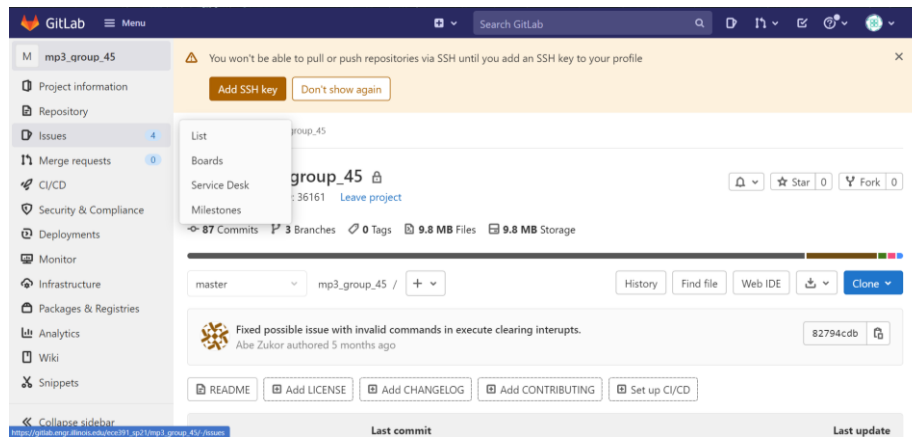 GitLab Menu Search GitLab
M mp3_group_45
Project information
Repository
Issues 4
Merge requests 0
CI/CD
Security & Compliance
Deployments
Monitor
Infrastructure
Packages & Registries
Analytics
Wiki
Snippets
Collapse sidebar
https://gitlab.engr.illinois.edu/ece391_sp21/mp3_group_45/-/issues
You won't be able to pull or push repositories via SSH until you add an SSH key to your profile
Add SSH key Don't show again
List
Boards
Service Desk
Milestones
roup_45
group_45
: 36161 Leave project
Star 0 Fork 0
87 Commits 3 Branches 0 Tags 9.8 MB Files 9.8 MB Storage
master mp3_group_45 / + History Find file Web IDE Clone
Fixed possible issue with invalid commands in execute clearing interupts.
Abe Zukor authored 5 months ago
82794cdb
README Add LICENSE Add CHANGELOG Add CONTRIBUTING Set up CI/CD
Last commit Last update